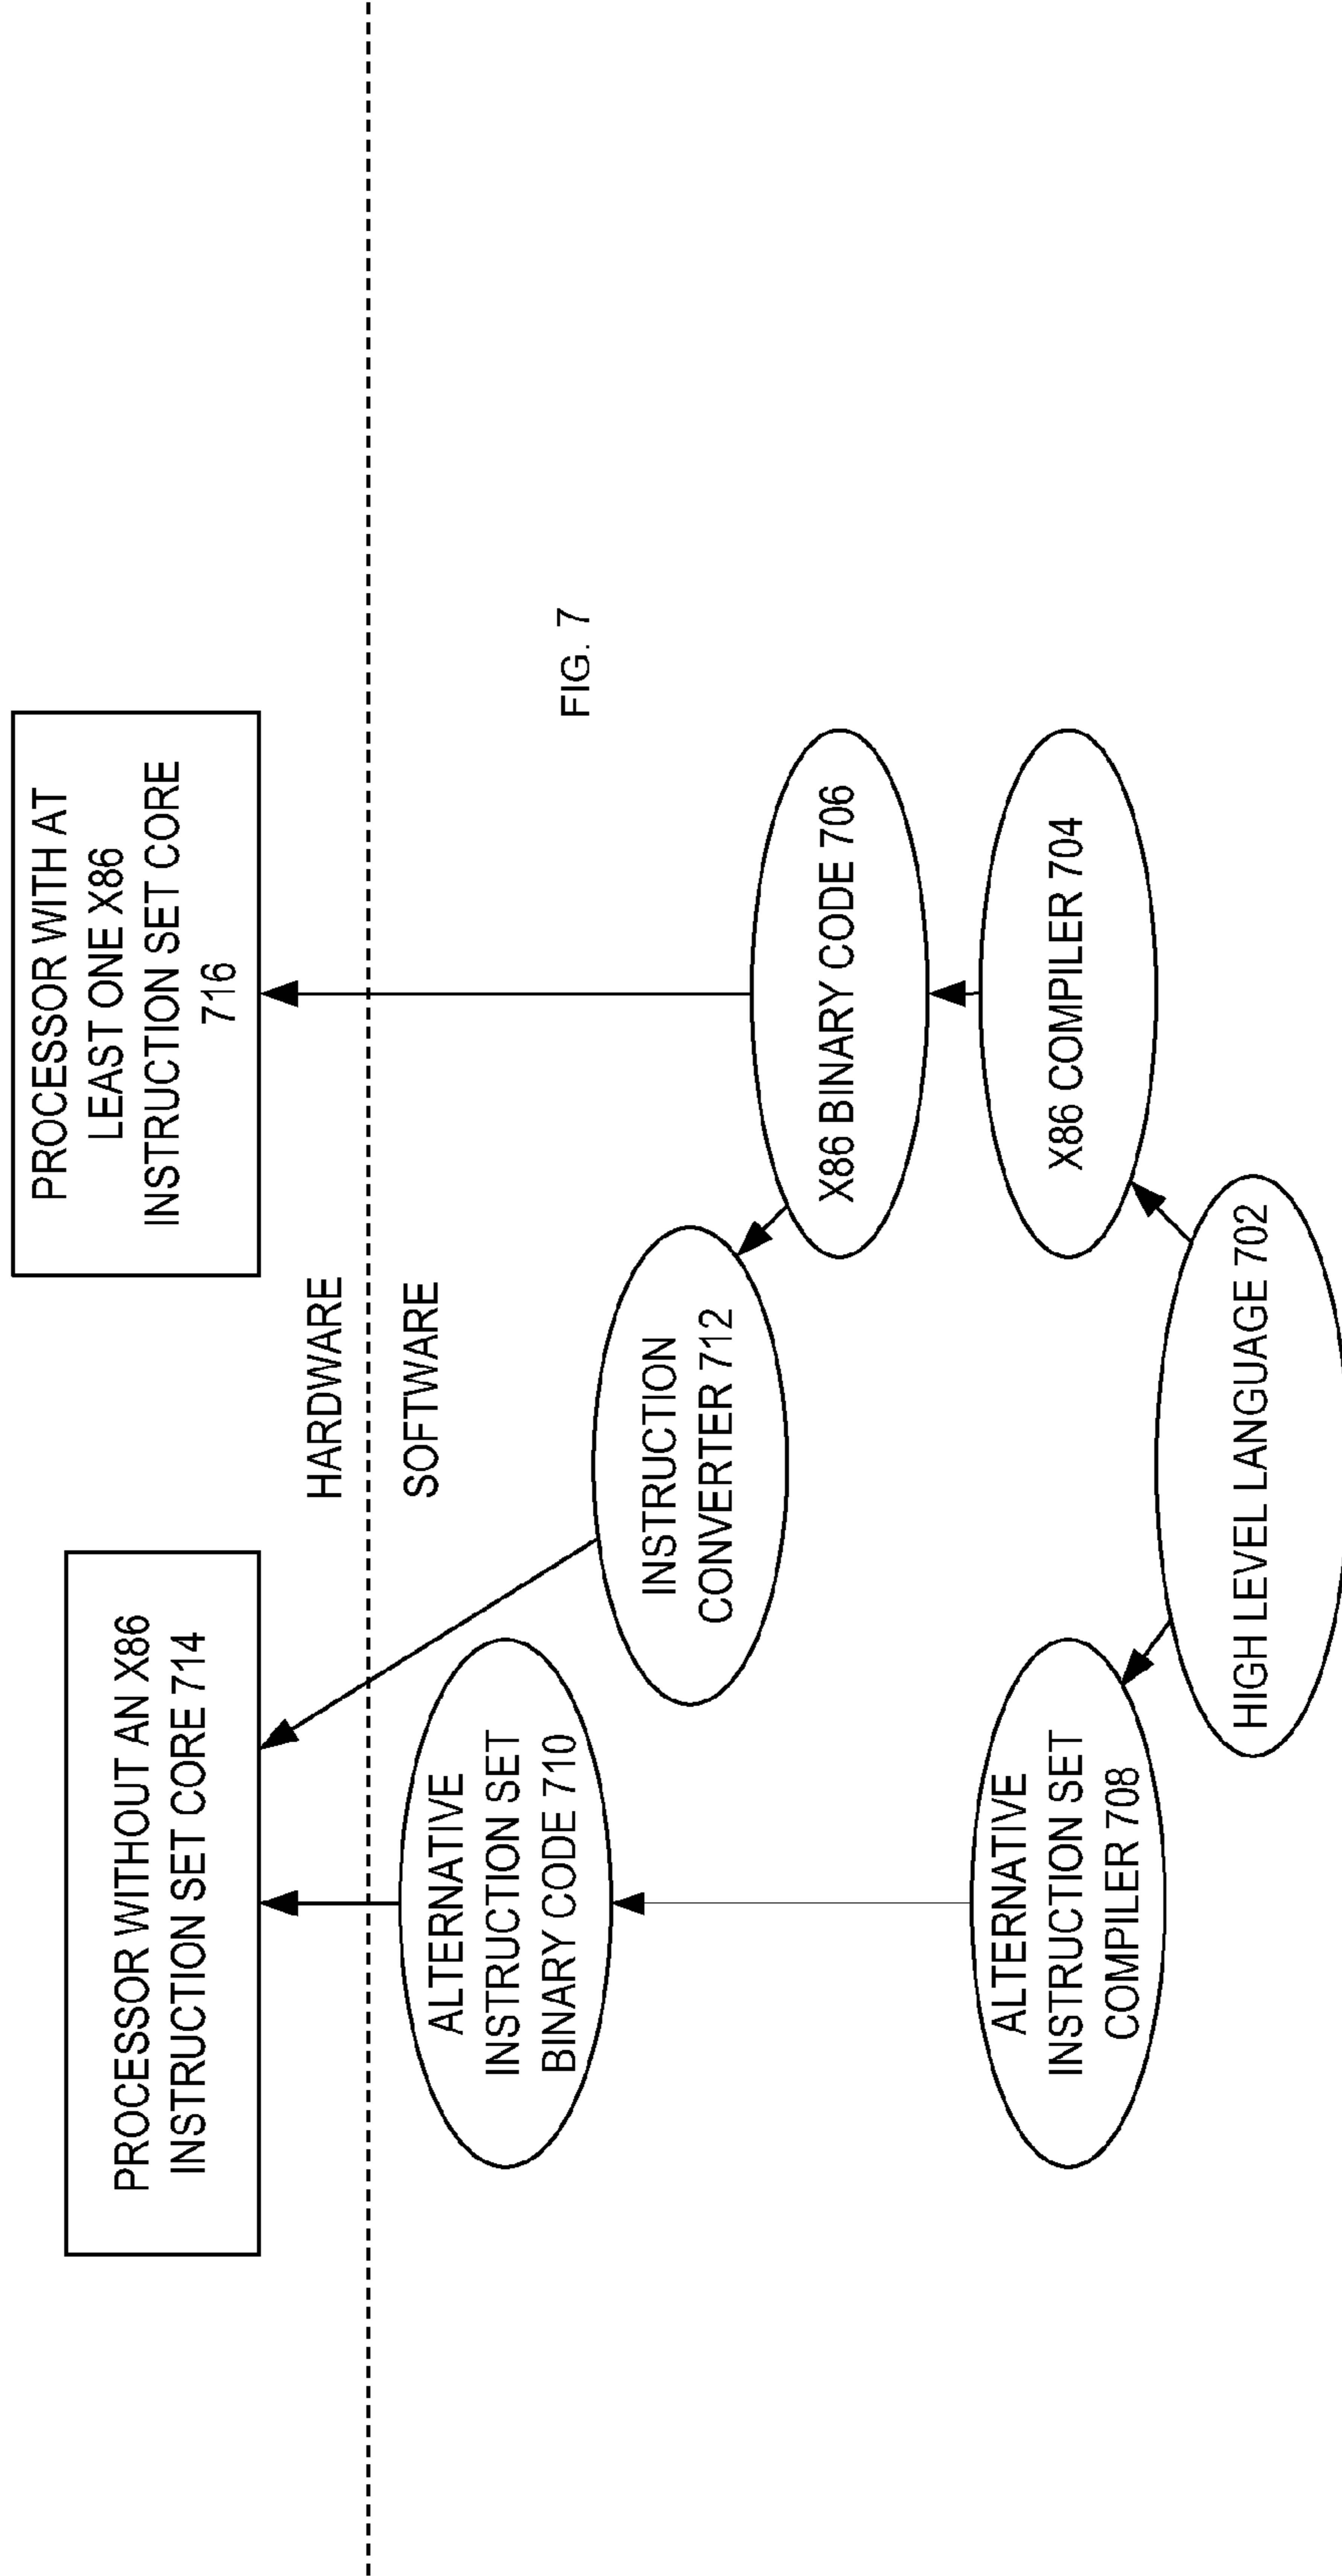 PROCESSOR WITHOUT AN X86
INSTRUCTION SET CORE 714
PROCESSOR WITH AT
LEAST ONE X86
INSTRUCTION SET CORE
716
HARDWARE
SOFTWARE
ALTERNATIVE
INSTRUCTION SET
BINARY CODE 710
FIG. 7
INSTRUCTION
CONVERTER 712
X86 BINARY CODE 706
ALTERNATIVE
INSTRUCTION SET
COMPILER 708
X86 COMPILER 704
HIGH LEVEL LANGUAGE 702